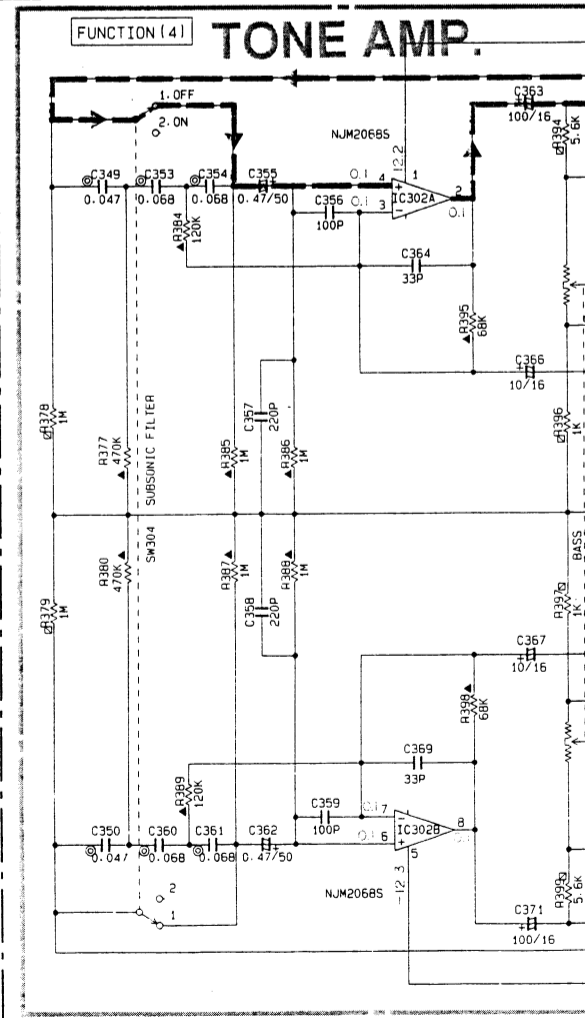 FUNCTION (4)
TONE AMP.
1. OFF
2. ON
C349
0.047
C353
0.068
C354
0.068
C355
0.47/50
R384
120K
C356
100P
NJM2068S
12.2
0.1
0.1
4
3
1
2
IC302A
0.1
C363
100/16
R394
5.6K
C364
33P
R395
68K
C366
10/16
R378
1M
R377
470K
SUBSONIC FILTER
R385
1M
C357
220P
R386
1M
R396
1K
SW304
R380
470K
R379
1M
R387
1M
C358
220P
R388
1M
BASS
R397
1K
C367
10/16
R398
68K
C369
33P
R389
120K
C359
100P
0.1
7
0.1
6
IC302B
8
5
C350
0.047
C360
0.068
C361
0.068
C362
0.47/50
-12.3
2
1
NJM2068S
R399
5.6K
C371
100/16